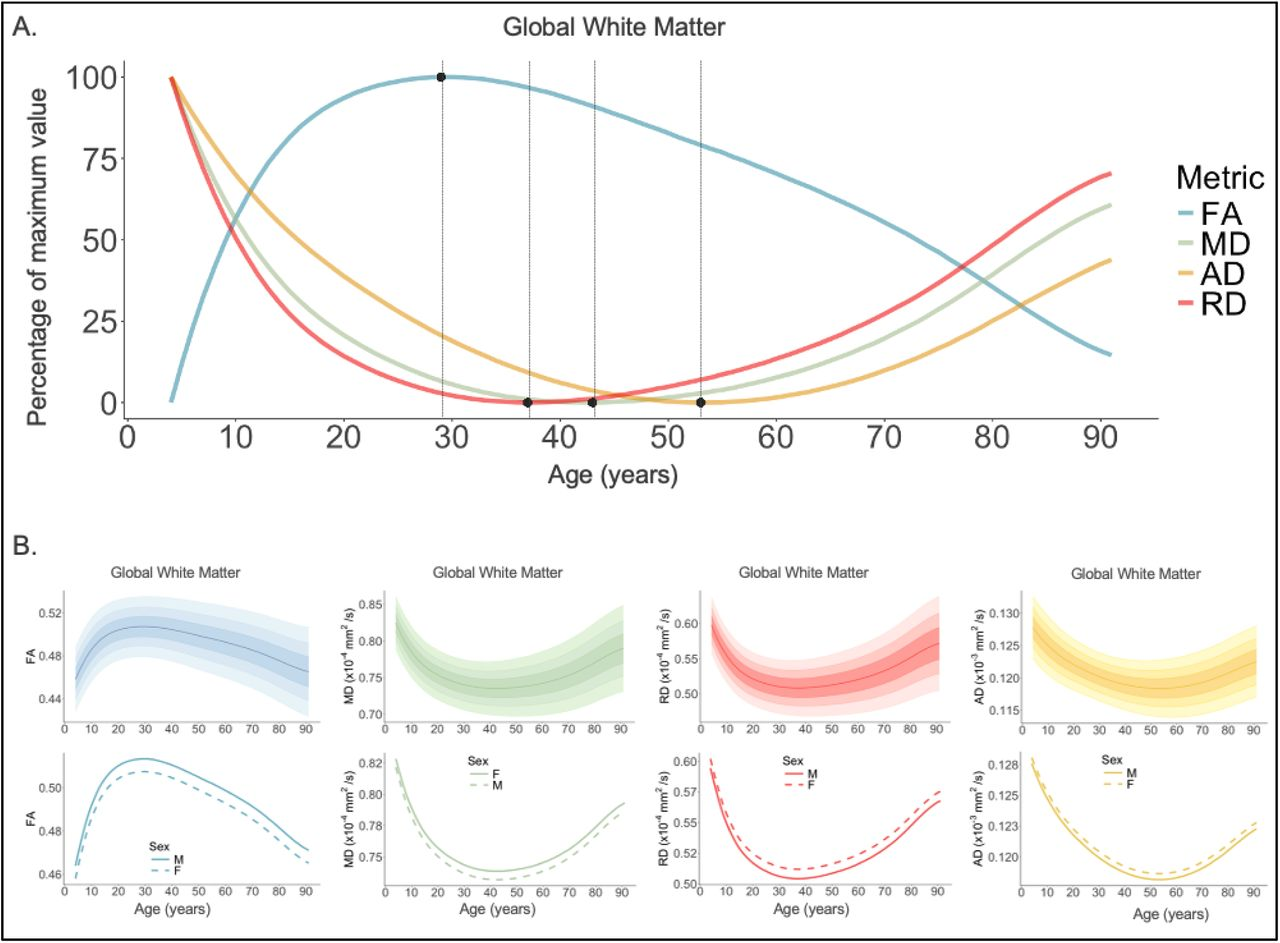 A.
Global White Matter
Percentage of maximum value
100
75
50
25
0
0 10 20 30 40 50 60 70 80 90
Age (years)
Metric
FA
MD
AD
RD
B.
Global White Matter
FA
0.52
0.48
0.44
0 10 20 30 40 50 60 70 80 90
Global White Matter
MD (x10⁻⁴ mm² /s)
0.85
0.80
0.75
0.70
0 10 20 30 40 50 60 70 80 90
Global White Matter
RD (x10⁻⁴ mm² /s)
0.60
0.55
0.50
0 10 20 30 40 50 60 70 80 90
Global White Matter
AD (x10⁻³ mm² /s)
0.130
0.125
0.120
0.115
0 10 20 30 40 50 60 70 80 90
FA
0.50
0.48
0.46
Sex
M
F
0 10 20 30 40 50 60 70 80 90
Age (years)
MD (x10⁻⁴ mm² /s)
0.82
0.80
0.78
0.75
Sex
F
M
0 10 20 30 40 50 60 70 80 90
Age (years)
RD (x10⁻⁴ mm² /s)
0.60
0.57
0.55
0.52
0.50
Sex
M
F
0 10 20 30 40 50 60 70 80 90
Age (years)
AD (x10⁻³ mm² /s)
0.128
0.125
0.123
0.120
Sex
M
F
0 10 20 30 40 50 60 70 80 90
Age (years)